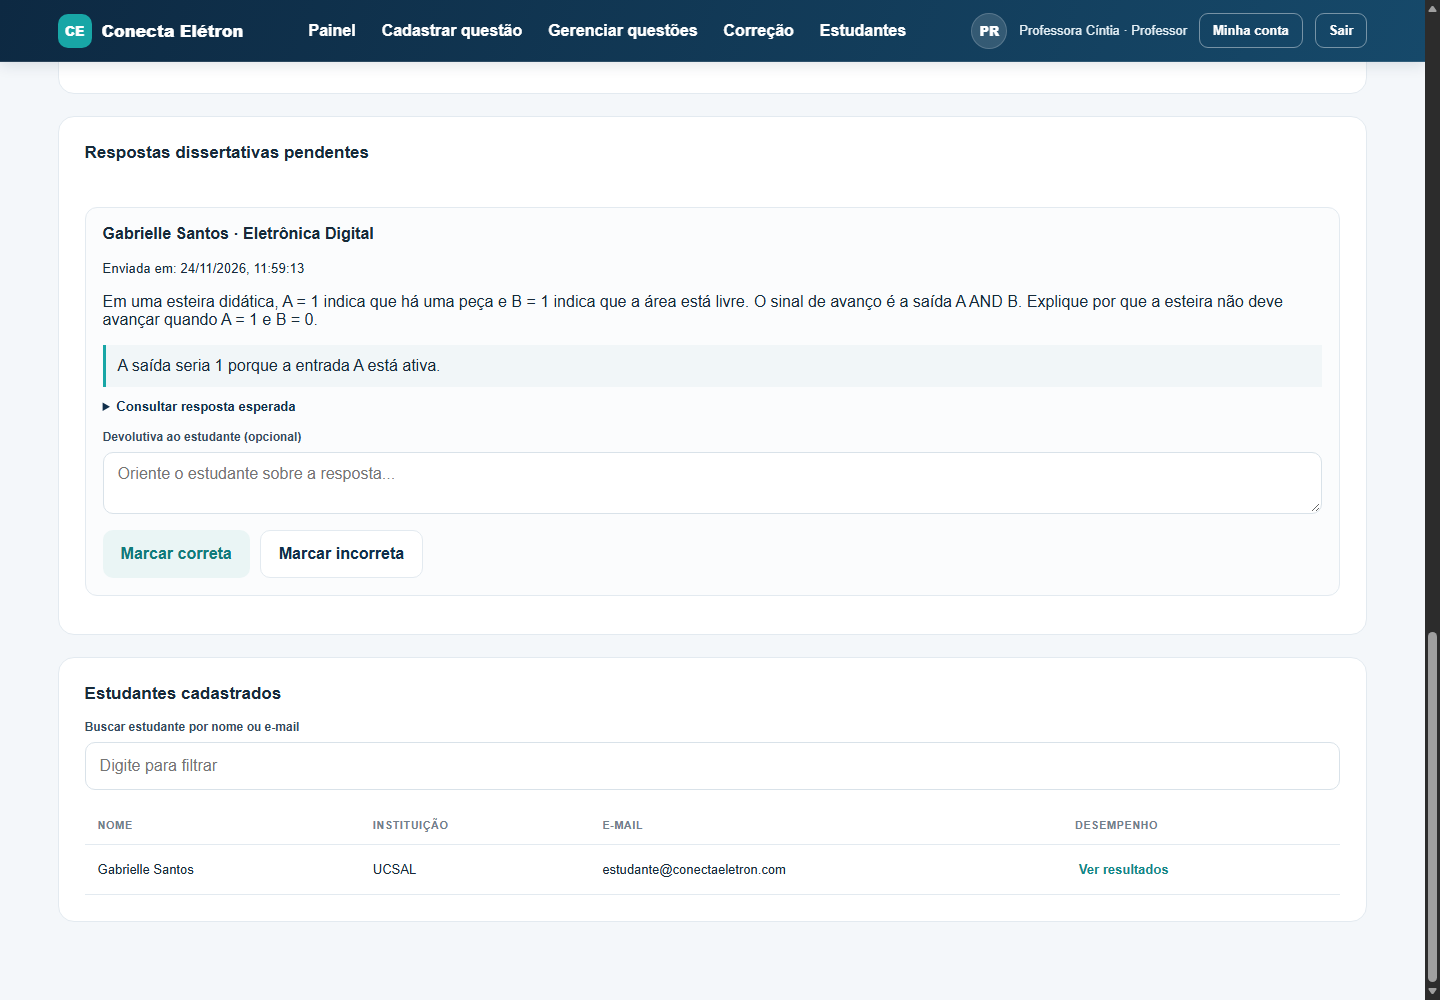 CE Conecta Elétron Painel Cadastrar questão Gerenciar questões Correção Estudantes PR Professora Cíntia · Professor Minha conta Sair
Respostas dissertativas pendentes
Gabrielle Santos · Eletrônica Digital
Enviada em: 24/11/2026, 11:59:13
Em uma esteira didática, A = 1 indica que há uma peça e B = 1 indica que a área está livre. O sinal de avanço é a saída A AND B. Explique por que a esteira não deve
avançar quando A = 1 e B = 0.
A saída seria 1 porque a entrada A está ativa.
Consultar resposta esperada
Devolutiva ao estudante (opcional)
Oriente o estudante sobre a resposta...
Marcar correta Marcar incorreta
Estudantes cadastrados
Buscar estudante por nome ou e-mail
Digite para filtrar
NOME INSTITUIÇÃO E-MAIL DESEMPENHO
Gabrielle Santos UCSAL estudante@conectaeletron.com Ver resultados